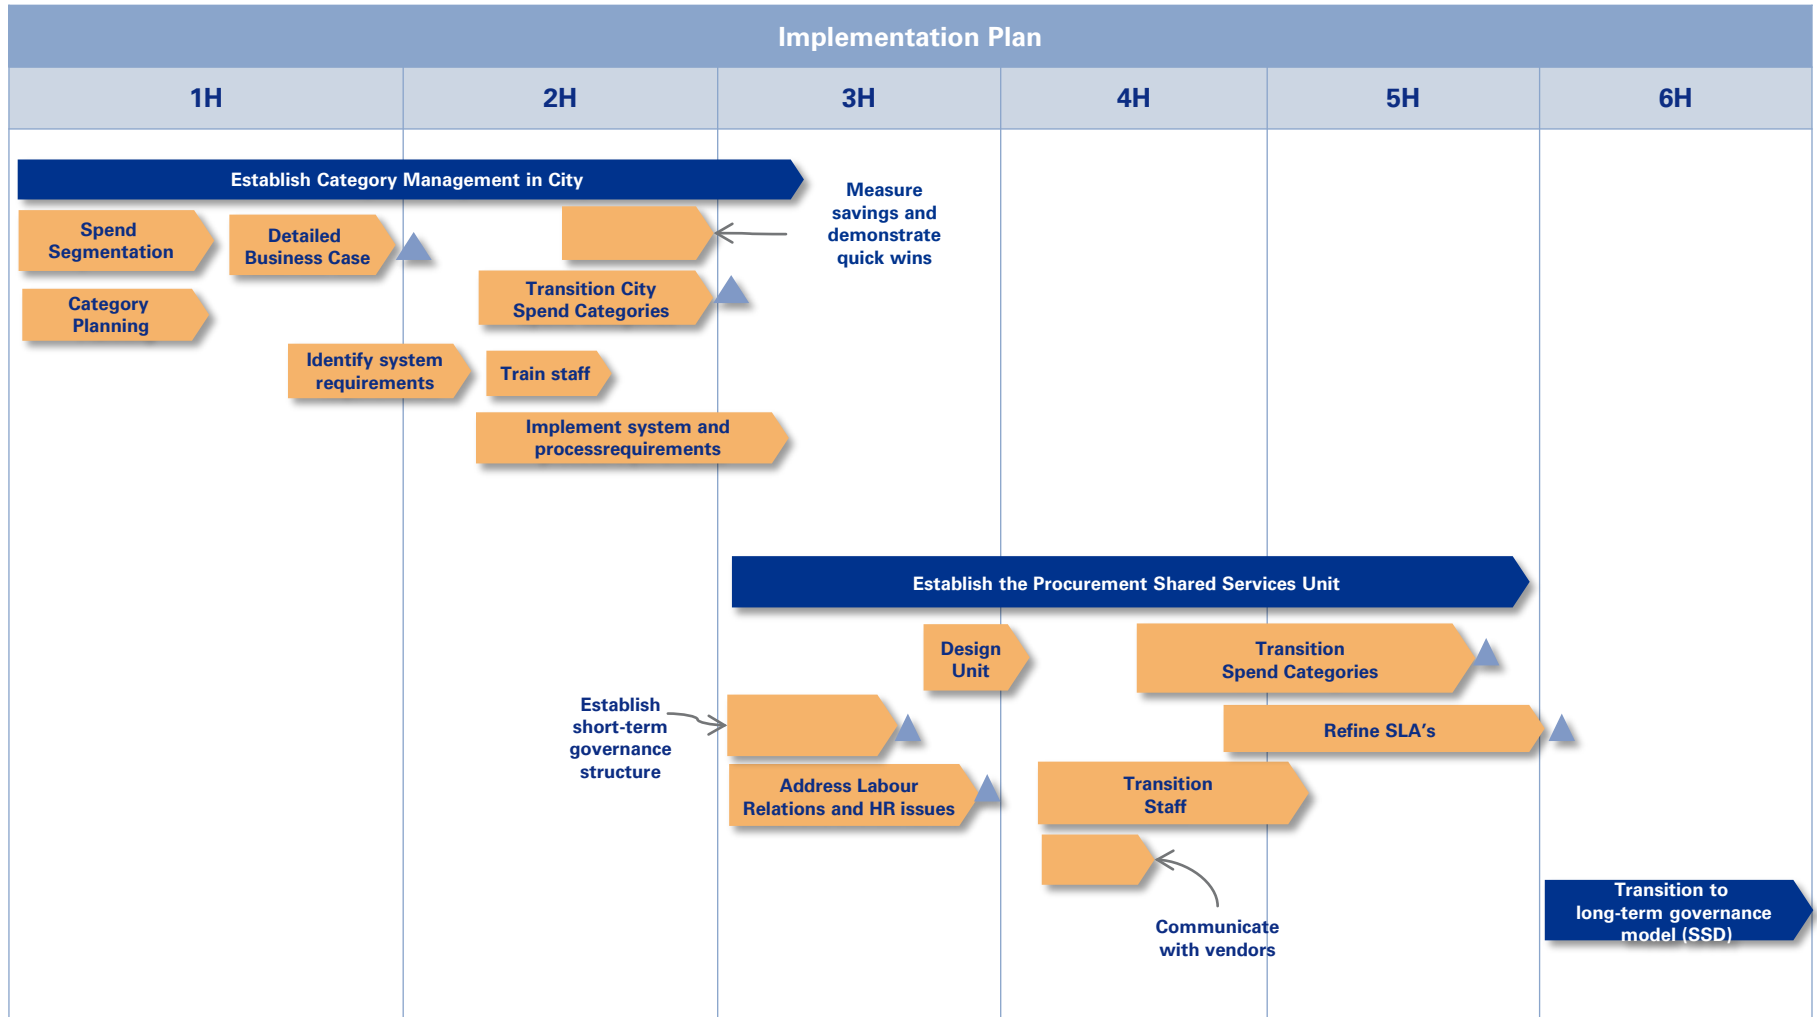 Implementation Plan
1H
2H
3H
4H
5H
6H
Establish Category Management in City
Spend
Segmentation
Detailed
Business Case
Measure
savings and
demonstrate
quick wins
Category
Planning
Transition City
Spend Categories
Identify system
requirements
Train staff
Implement system and
processrequirements
Establish the Procurement Shared Services Unit
Design
Unit
Transition
Spend Categories
Establish
short-term
governance
structure
Refine SLA's
Address Labour
Relations and HR issues
Transition
Staff
Communicate
with vendors
Transition to
long-term governance
model (SSD)